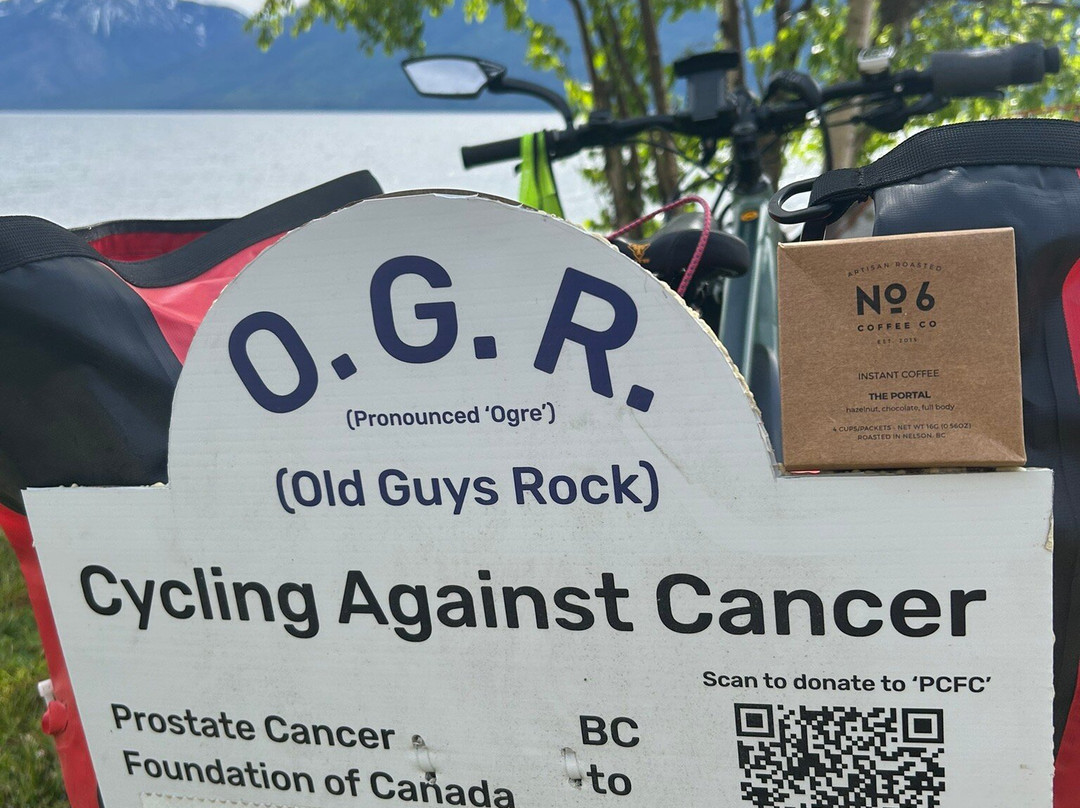 O. G. R.
(Pronounced 'Ogre')
(Old Guys Rock)
Cycling Against Cancer
Scan to donate to 'PCFC'
Prostate Cancer
Foundation of Canada
BC
to
ARTISAN ROASTED
No 6
COFFEE CO
EST. 2015
INSTANT COFFEE
THE PORTAL
hazelnut, chocolate, full body
4 CUPS/PACKETS - NET WT 16G (0.56OZ)
ROASTED IN NELSON, BC